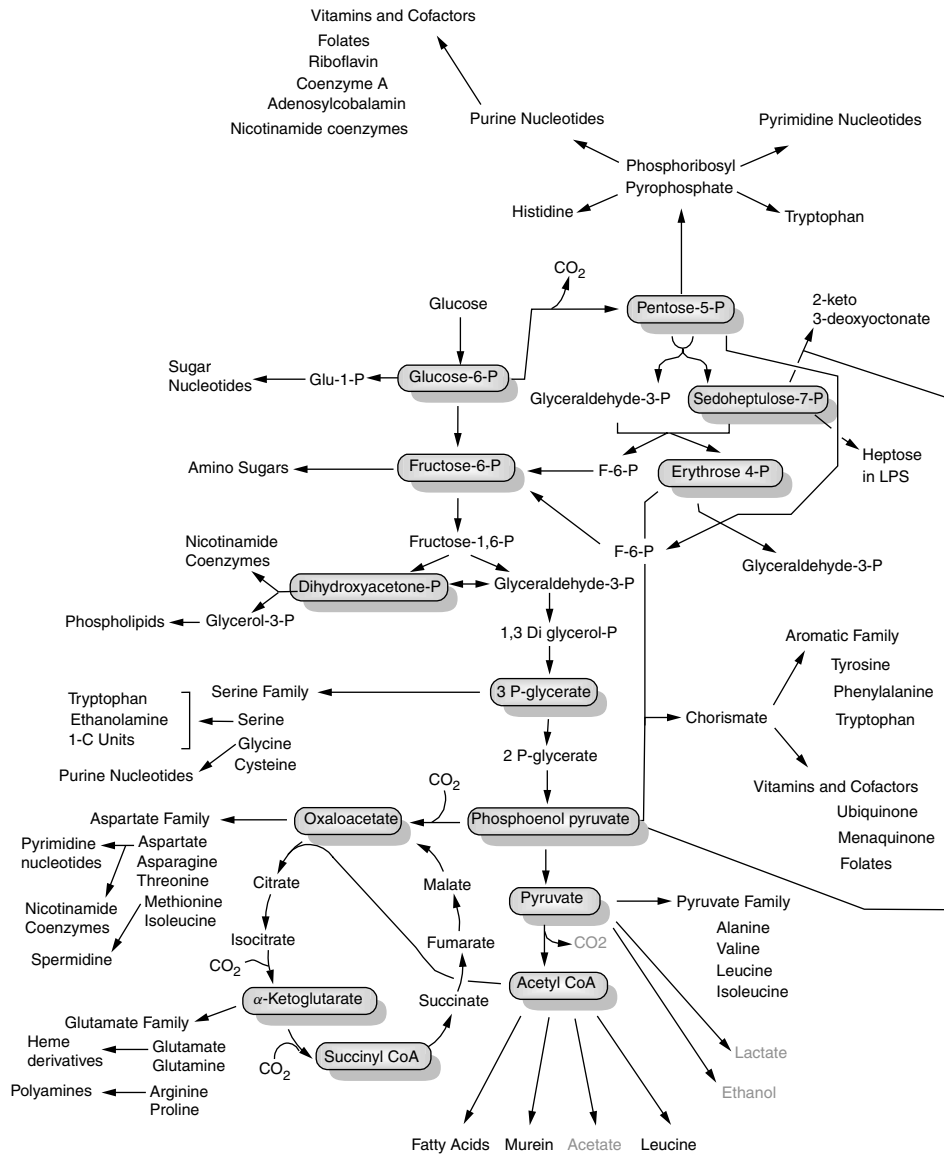 Vitamins and Cofactors
Folates
Riboflavin
Coenzyme A
Adenosylcobalamin
Nicotinamide coenzymes
Purine Nucleotides
Pyrimidine Nucleotides
Phosphoribosyl
Pyrophosphate
Histidine
Tryptophan
CO2
Glucose
Pentose-5-P
2-keto
3-deoxyoctonate
Sugar
Nucleotides
Glu-1-P
Glucose-6-P
Glyceraldehyde-3-P
Sedoheptulose-7-P
Amino Sugars
Fructose-6-P
F-6-P
Erythrose 4-P
Heptose
in LPS
Fructose-1,6-P
F-6-P
Glyceraldehyde-3-P
Nicotinamide
Coenzymes
Dihydroxyacetone-P
Glyceraldehyde-3-P
Phospholipids
Glycerol-3-P
1,3 Di glycerol-P
Aromatic Family
Tyrosine
Phenylalanine
Tryptophan
Chorismate
Serine Family
3 P-glycerate
Tryptophan
Ethanolamine
1-C Units
Serine
Glycine
Cysteine
Purine Nucleotides
2 P-glycerate
Vitamins and Cofactors
Ubiquinone
Menaquinone
Folates
CO2
Aspartate Family
Oxaloacetate
Phosphoenol pyruvate
Pyrimidine
nucleotides
Aspartate
Asparagine
Threonine
Methionine
Isoleucine
Nicotinamide
Coenzymes
Spermidine
Citrate
Malate
Pyruvate
Pyruvate Family
Alanine
Valine
Leucine
Isoleucine
Isocitrate
Fumarate
CO2
CO2
α-Ketoglutarate
Succinate
Acetyl CoA
Glutamate Family
Heme
derivatives
Glutamate
Glutamine
CO2
Succinyl CoA
Lactate
Ethanol
Polyamines
Arginine
Proline
Fatty Acids
Murein
Acetate
Leucine